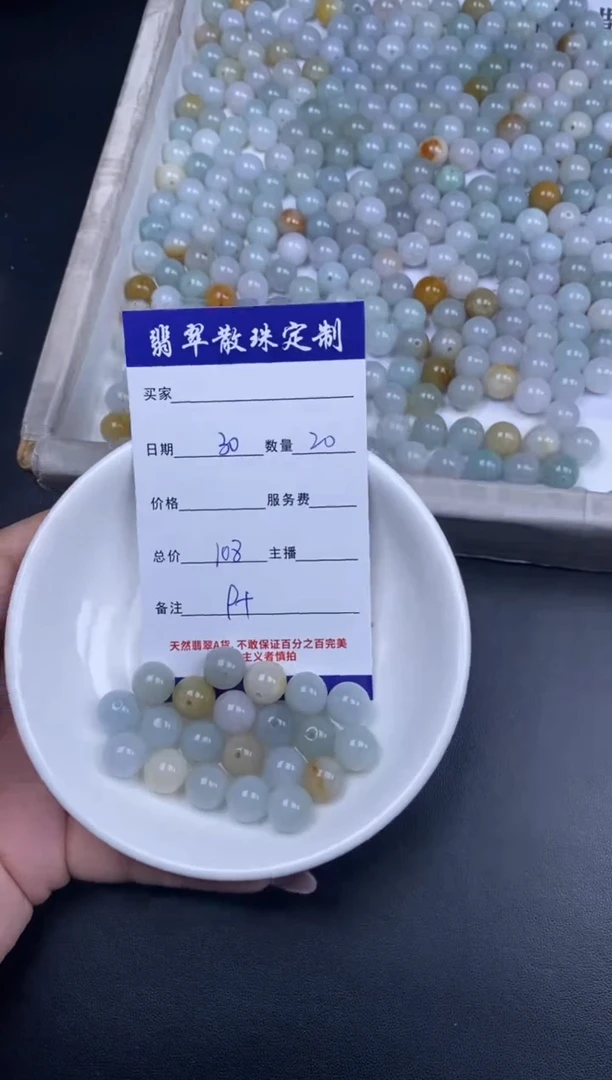 翡翠散珠定制
买家
日期 30 数量 20
价格 服务费
总价 108 主播
备注
天然翡翠A货 不敢保证百分之百完美
主义者慎拍